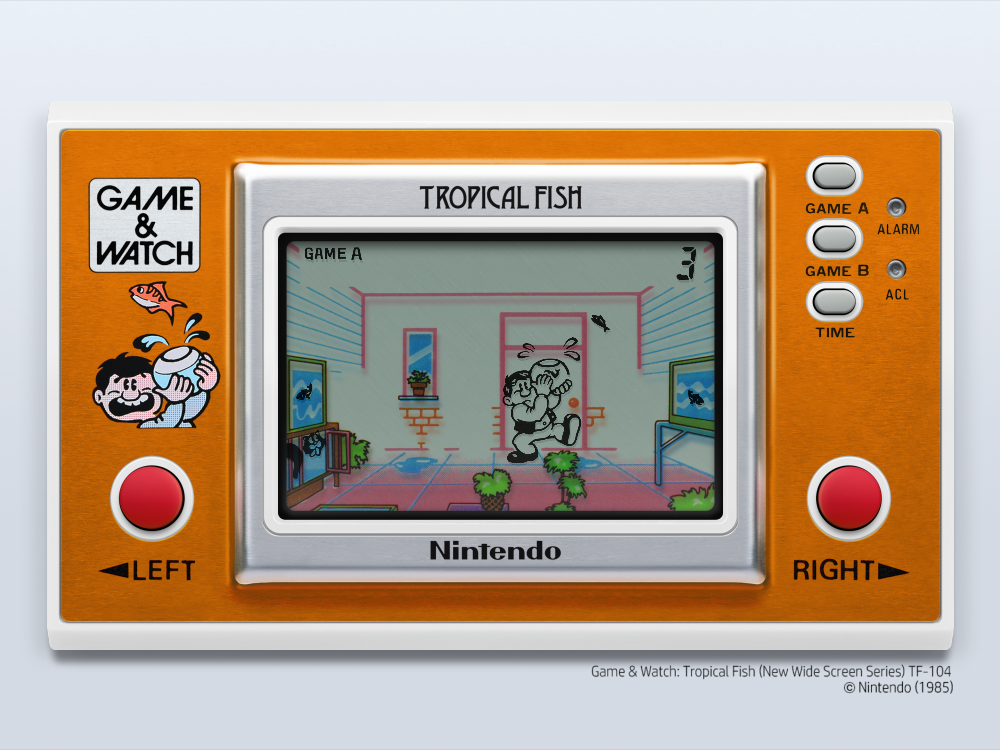 GAME
&
WATCH
TROPICAL FISH
GAME A
3
Nintendo
◀LEFT
RIGHT▶
GAME A
ALARM
GAME B
ACL
TIME
Game & Watch: Tropical Fish (New Wide Screen Series) TF-104
© Nintendo (1985)